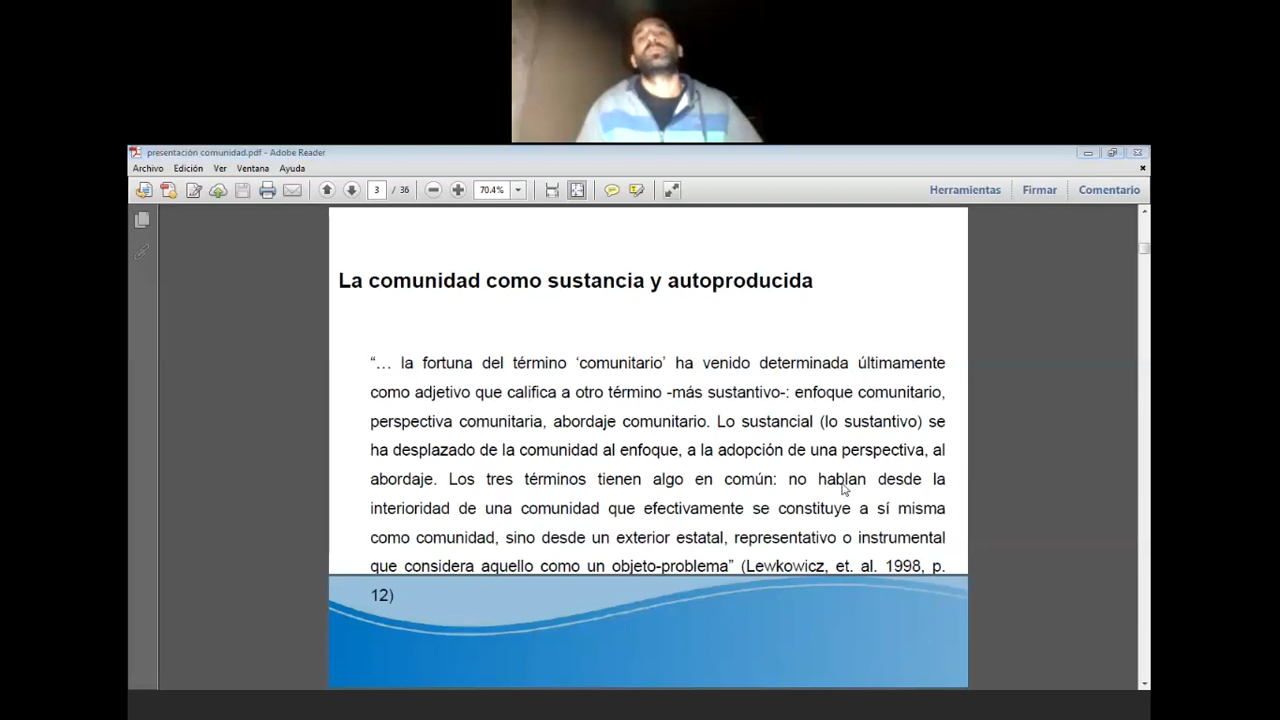 presentación comunidad.pdf - Adobe Reader
Archivo Edición Ver Ventana Ayuda
3 / 36 70.4% Herramientas Firmar Comentario
La comunidad como sustancia y autoproducida
“… la fortuna del término ‘comunitario’ ha venido determinada últimamente
como adjetivo que califica a otro término -más sustantivo-: enfoque comunitario,
perspectiva comunitaria, abordaje comunitario. Lo sustancial (lo sustantivo) se
ha desplazado de la comunidad al enfoque, a la adopción de una perspectiva, al
abordaje. Los tres términos tienen algo en común: no hablan desde la
interioridad de una comunidad que efectivamente se constituye a sí misma
como comunidad, sino desde un exterior estatal, representativo o instrumental
que considera aquello como un objeto-problema” (Lewkowicz, et. al. 1998, p.
12)